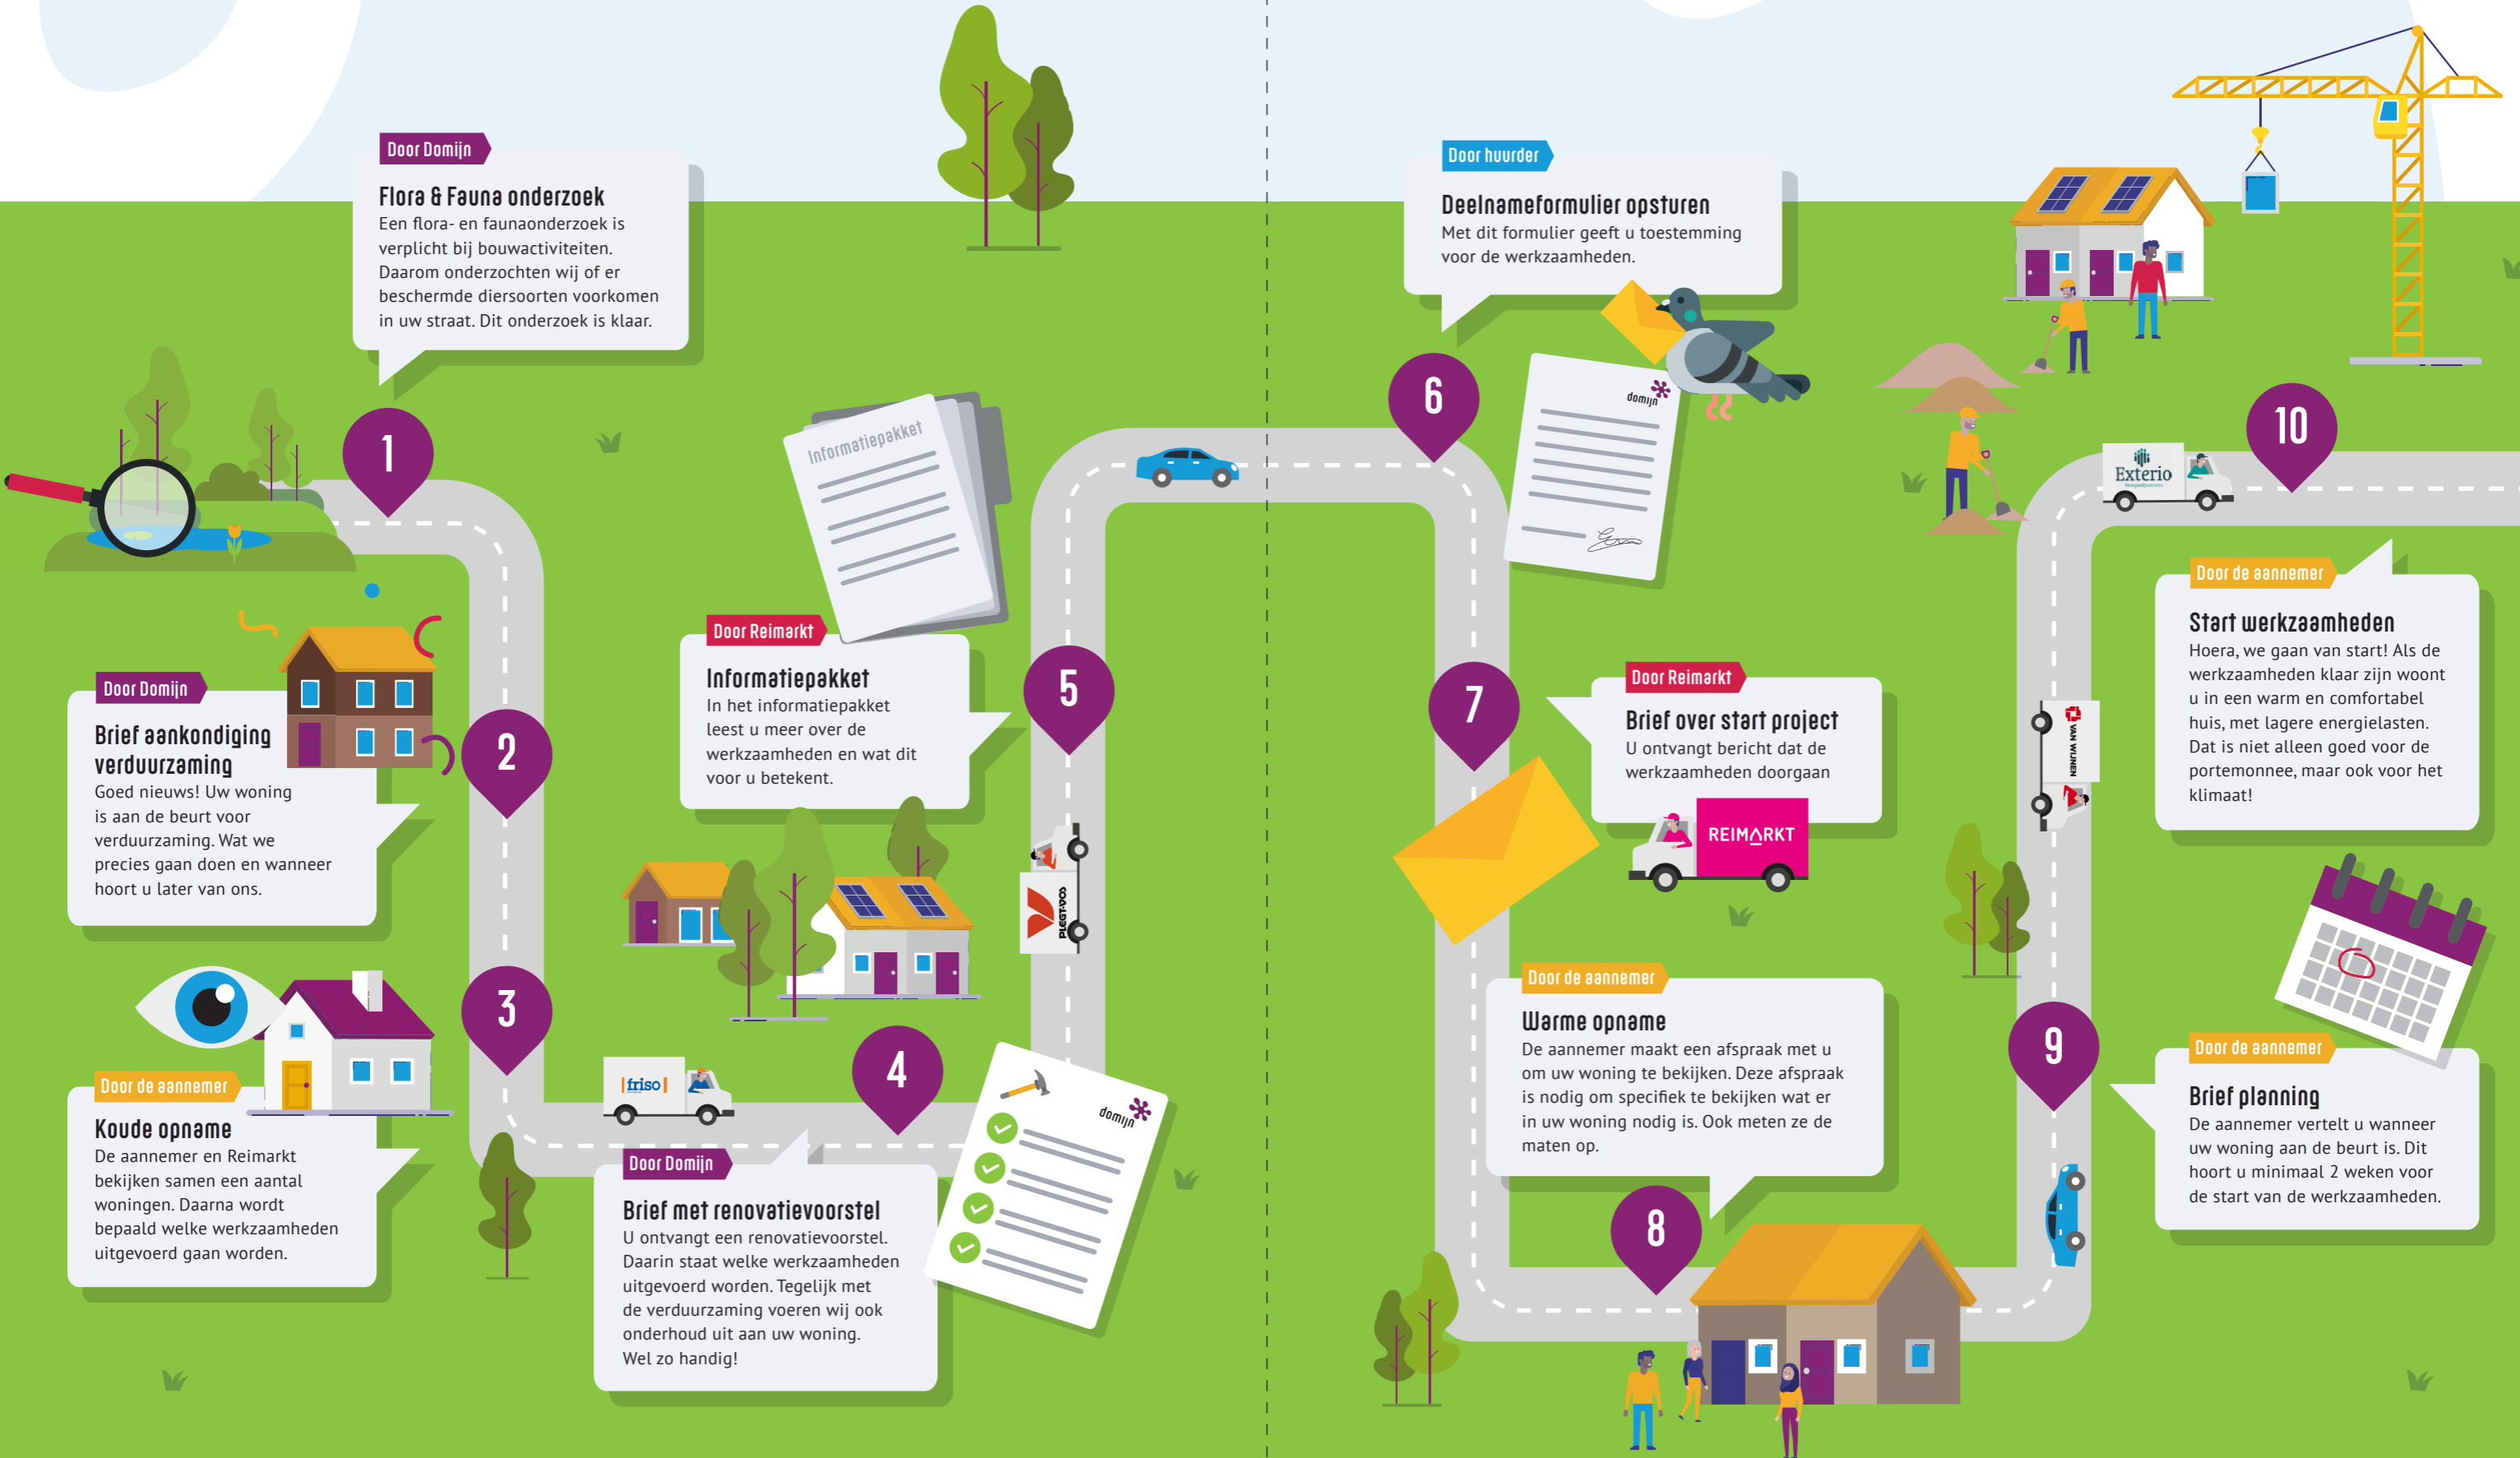 Door Domijn
Flora & Fauna onderzoek
Een flora- en faunaonderzoek is
verplicht bij bouwactiviteiten.
Daarom onderzochten wij of er
beschermde diersoorten voorkomen
in uw straat. Dit onderzoek is klaar.
1
Door Domijn
Brief aankondiging
verduurzaming
Goed nieuws! Uw woning
is aan de beurt voor
verduurzaming. Wat we
precies gaan doen en wanneer
hoort u later van ons.
2
Door de aannemer
Koude opname
De aannemer en Reimarkt
bekijken samen een aantal
woningen. Daarna wordt
bepaald welke werkzaamheden
uitgevoerd gaan worden.
3
friso
4
domijn
Door Domijn
Brief met renovatievoorstel
U ontvangt een renovatievoorstel.
Daarin staat welke werkzaamheden
uitgevoerd worden. Tegelijk met
de verduurzaming voeren wij ook
onderhoud uit aan uw woning.
Wel zo handig!
Informatiepakket
Door Reimarkt
Informatiepakket
In het informatiepakket
leest u meer over de
werkzaamheden en wat dit
voor u betekent.
5
PLEGT-VOS
Door huurder
Deelnameformulier opsturen
Met dit formulier geeft u toestemming
voor de werkzaamheden.
6
domijn
7
Door Reimarkt
Brief over start project
U ontvangt bericht dat de
werkzaamheden doorgaan
REIMARKT
Door de aannemer
Warme opname
De aannemer maakt een afspraak met u
om uw woning te bekijken. Deze afspraak
is nodig om specifiek te bekijken wat er
in uw woning nodig is. Ook meten ze de
maten op.
8
9
Door de aannemer
Brief planning
De aannemer vertelt u wanneer
uw woning aan de beurt is. Dit
hoort u minimaal 2 weken voor
de start van de werkzaamheden.
VAN WIJNEN
Exterio
10
Door de aannemer
Start werkzaamheden
Hoera, we gaan van start! Als de
werkzaamheden klaar zijn woont
u in een warm en comfortabel
huis, met lagere energielasten.
Dat is niet alleen goed voor de
portemonnee, maar ook voor het
klimaat!